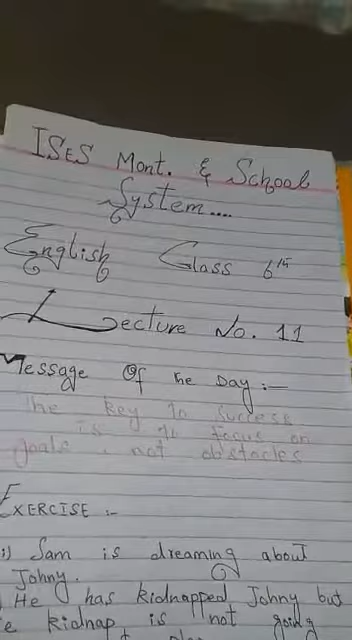 ISES Mont. & School
System....
English Class 6th
Lecture No. 11
Message Of he Day :-
The key to success
is to focus on
goals, not obstacles
EXERCISE :-
i) Sam is dreaming about
Johny.
He has kidnapped Johny but
e kidnap is not going